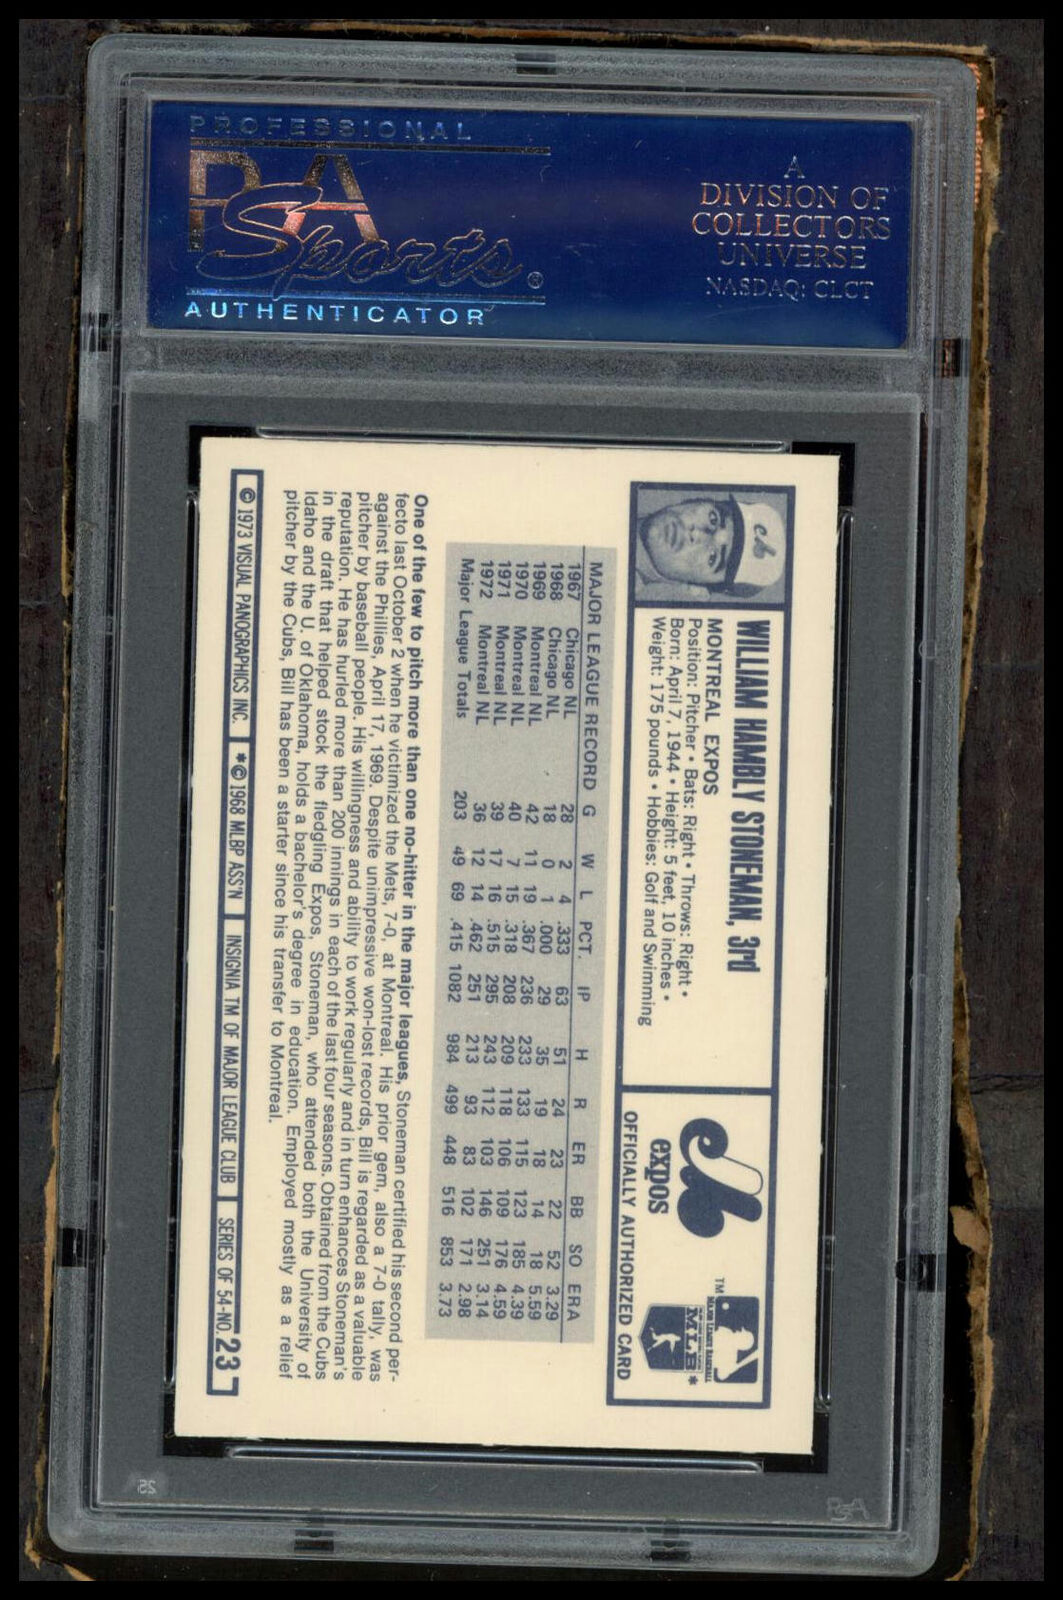 PROFESSIONAL
PSA
Sports ®
AUTHENTICATOR
A
DIVISION OF
COLLECTORS
UNIVERSE
NASDAQ: CLCT
WILLIAM HAMBLY STONEMAN, 3rd
MONTREAL EXPOS
Position: Pitcher • Bats: Right • Throws: Right •
Born: April 7, 1944 • Height: 5 feet, 10 inches •
Weight: 175 pounds • Hobbies: Golf and Swimming
eb
expos
TM
MAJOR LEAGUE BASEBALL
MLB *
OFFICIALLY AUTHORIZED CARD
MAJOR LEAGUE RECORD G W L PCT. IP H R ER BB SO ERA
1967 Chicago NL 28 2 4 .333 63 51 24 23 22 52 3.29
1968 Chicago NL 18 0 1 .000 29 35 19 18 14 18 5.59
1969 Montreal NL 42 11 19 .367 236 233 133 115 123 185 4.39
1970 Montreal NL 40 7 15 .318 208 209 118 106 109 176 4.59
1971 Montreal NL 39 17 16 .515 295 243 112 103 146 251 3.14
1972 Montreal NL 36 12 14 .462 251 213 93 83 102 171 2.98
Major League Totals 203 49 69 .415 1082 984 499 448 516 853 3.73
One of the few to pitch more than one no-hitter in the major leagues, Stoneman certified his second per-
fecto last October 2 when he victimized the Mets, 7-0, at Montreal. His prior gem, also a 7-0 tally, was
against the Phillies, April 17, 1969. Despite unimpressive won-lost records, Bill is regarded as a valuable
pitcher by baseball people. His willingness and ability to work regularly and in turn enhances Stoneman's
reputation. He has hurled more than 200 innings in each of the last four seasons. Obtained from the Cubs
in the draft that helped stock the fledgling Expos, Stoneman, who attended both the University of
Idaho and the U. of Oklahoma, holds a bachelor's degree in education. Employed mostly as a relief
pitcher by the Cubs, Bill has been a starter since his transfer to Montreal.
© 1973 VISUAL PANOGRAPHICS INC. *© 1968 MLBP ASS'N INSIGNIA TM OF MAJOR LEAGUE CLUB SERIES OF 54-NO. 23
PSA